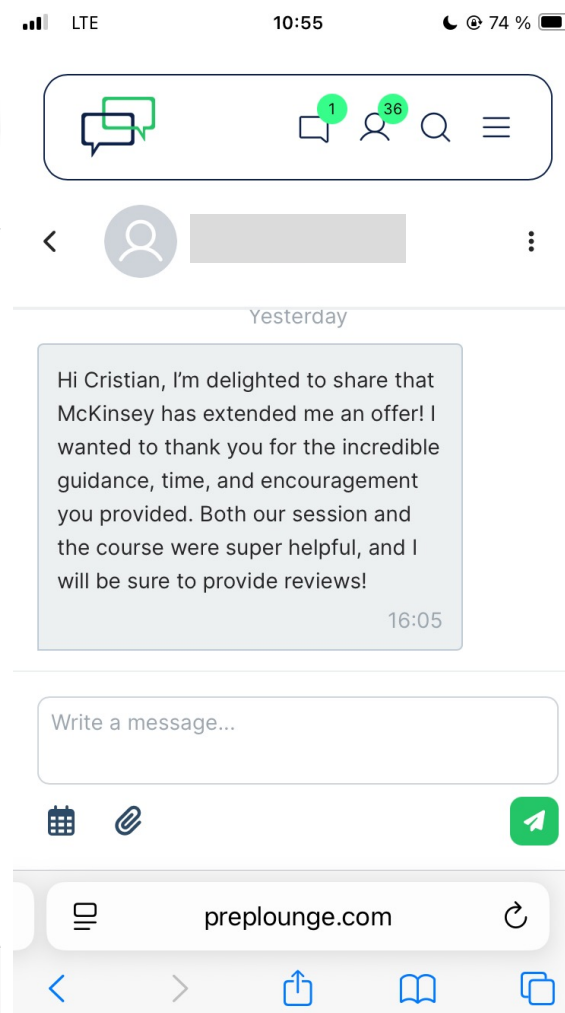 LTE
10:55
74 %
1
36
Yesterday
Hi Cristian, I’m delighted to share that
McKinsey has extended me an offer! I
wanted to thank you for the incredible
guidance, time, and encouragement
you provided. Both our session and
the course were super helpful, and I
will be sure to provide reviews!
16:05
Write a message...
preplounge.com